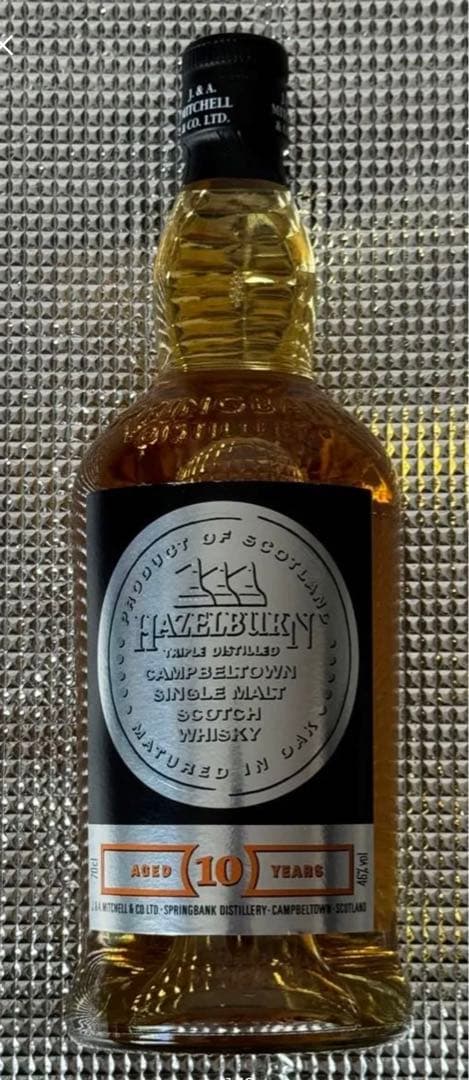 J. & A.
MITCHELL
& CO. LTD.
PRODUCT OF SCOTLAND
HAZELBURN
TRIPLE DISTILLED
CAMPBELTOWN
SINGLE MALT
SCOTCH
WHISKY
MATURED IN OAK
70cl
AGED 10 YEARS
46% vol
J. & A. MITCHELL & CO LTD · SPRINGBANK DISTILLERY · CAMPBELTOWN · SCOTLAND